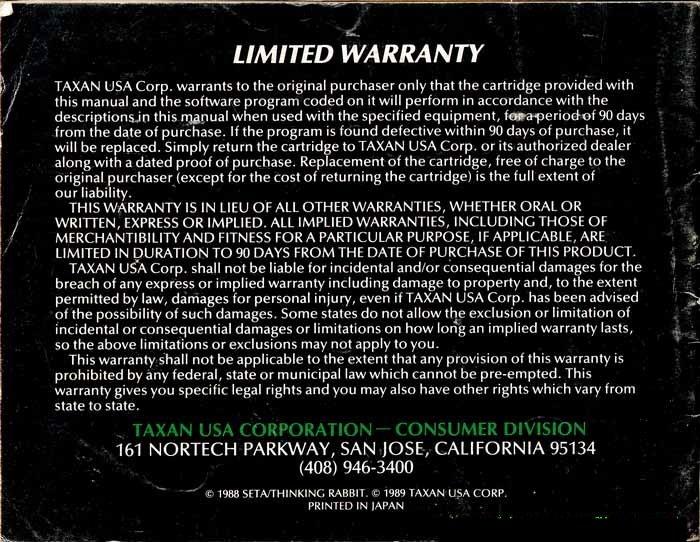 LIMITED WARRANTY
TAXAN USA Corp. warrants to the original purchaser only that the cartridge provided with
this manual and the software program coded on it will perform in accordance with the
descriptions in this manual when used with the specified equipment, for a period of 90 days
from the date of purchase. If the program is found defective within 90 days of purchase, it
will be replaced. Simply return the cartridge to TAXAN USA Corp. or its authorized dealer
along with a dated proof of purchase. Replacement of the cartridge, free of charge to the
original purchaser (except for the cost of returning the cartridge) is the full extent of
our liability.
THIS WARRANTY IS IN LIEU OF ALL OTHER WARRANTIES, WHETHER ORAL OR
WRITTEN, EXPRESS OR IMPLIED. ALL IMPLIED WARRANTIES, INCLUDING THOSE OF
MERCHANTIBILITY AND FITNESS FOR A PARTICULAR PURPOSE, IF APPLICABLE, ARE
LIMITED IN DURATION TO 90 DAYS FROM THE DATE OF PURCHASE OF THIS PRODUCT.
TAXAN USA Corp. shall not be liable for incidental and/or consequential damages for the
breach of any express or implied warranty including damage to property and, to the extent
permitted by law, damages for personal injury, even if TAXAN USA Corp. has been advised
of the possibility of such damages. Some states do not allow the exclusion or limitation of
incidental or consequential damages or limitations on how long an implied warranty lasts,
so the above limitations or exclusions may not apply to you.
This warranty shall not be applicable to the extent that any provision of this warranty is
prohibited by any federal, state or municipal law which cannot be pre-empted. This
warranty gives you specific legal rights and you may also have other rights which vary from
state to state.
TAXAN USA CORPORATION — CONSUMER DIVISION
161 NORTECH PARKWAY, SAN JOSE, CALIFORNIA 95134
(408) 946-3400
© 1988 SETA/THINKING RABBIT. © 1989 TAXAN USA CORP.
PRINTED IN JAPAN